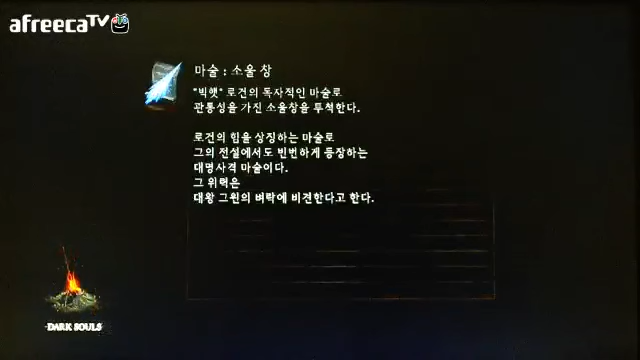 afreecaTV
마술 : 소울 창
"빅햇" 로건의 독자적인 마술로
관통성을 가진 소울창을 투척한다.
로건의 힘을 상징하는 마술로
그의 전설에서도 빈번하게 등장하는
대명사격 마술이다.
그 위력은
대왕 그윈의 벼락에 비견한다고 한다.
DARK SOULS